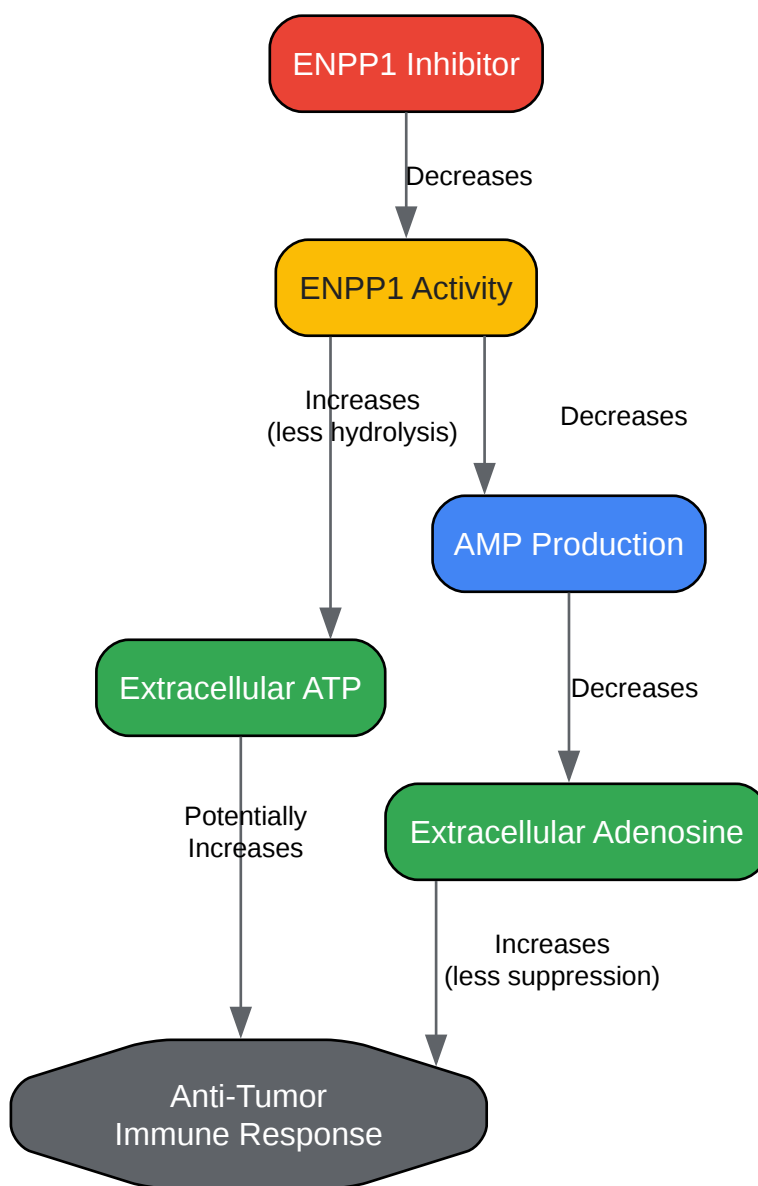 ENPP1 Inhibitor
Decreases
ENPP1 Activity
Increases
(less hydrolysis)
Decreases
AMP Production
Extracellular ATP
Decreases
Potentially
Increases
Extracellular Adenosine
Increases
(less suppression)
Anti-Tumor
Immune Response